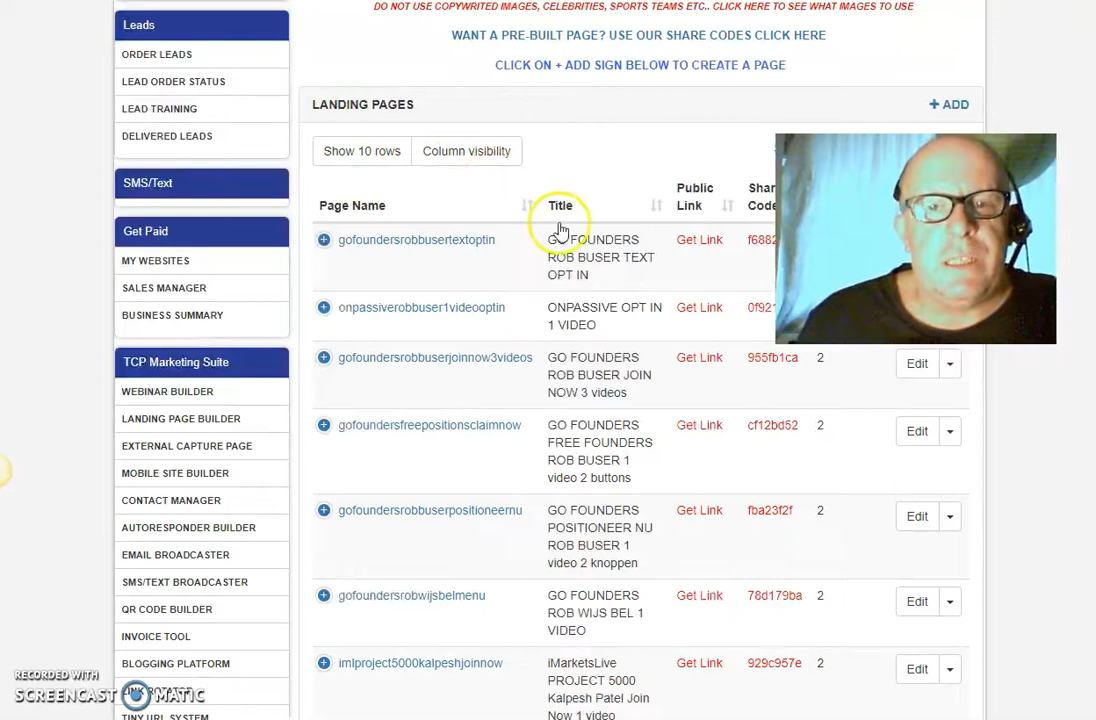 DO NOT USE COPYWRITED IMAGES, CELEBRITIES, SPORTS TEAMS ETC.. CLICK HERE TO SEE WHAT IMAGES TO USE
WANT A PRE-BUILT PAGE? USE OUR SHARE CODES CLICK HERE
CLICK ON + ADD SIGN BELOW TO CREATE A PAGE
Leads
ORDER LEADS
LEAD ORDER STATUS
LEAD TRAINING
DELIVERED LEADS
SMS/Text
Get Paid
MY WEBSITES
SALES MANAGER
BUSINESS SUMMARY
TCP Marketing Suite
WEBINAR BUILDER
LANDING PAGE BUILDER
EXTERNAL CAPTURE PAGE
MOBILE SITE BUILDER
CONTACT MANAGER
AUTORESPONDER BUILDER
EMAIL BROADCASTER
SMS/TEXT BROADCASTER
QR CODE BUILDER
INVOICE TOOL
BLOGGING PLATFORM
TINY URL SYSTEM
LANDING PAGES
+ ADD
Show 10 rows
Column visibility
Page Name
Title
Public
Link
Code
gofoundersrobbusertextoptin
GO FOUNDERS
ROB BUSER TEXT
OPT IN
Get Link
onpassiverobbuser1videooptin
ONPASSIVE OPT IN
1 VIDEO
Get Link
gofoundersrobbuserjoinnow3videos
GO FOUNDERS
ROB BUSER JOIN
NOW 3 videos
Get Link
955fb1ca
2
Edit
gofoundersfreepositionsclaimnow
GO FOUNDERS
FREE FOUNDERS
ROB BUSER 1
video 2 buttons
Get Link
cf12bd52
2
Edit
gofoundersrobbuserpositioneernu
GO FOUNDERS
POSITIONEER NU
ROB BUSER 1
video 2 knoppen
Get Link
fba23f2f
2
Edit
gofoundersrobwijsbelmenu
GO FOUNDERS
ROB WIJS BEL 1
VIDEO
Get Link
78d179ba
2
Edit
imlproject5000kalpeshjoinnow
iMarketsLive
PROJECT 5000
Kalpesh Patel Join
Now 1 video
Get Link
929c957e
2
Edit
RECORDED WITH
SCREENCAST MATIC